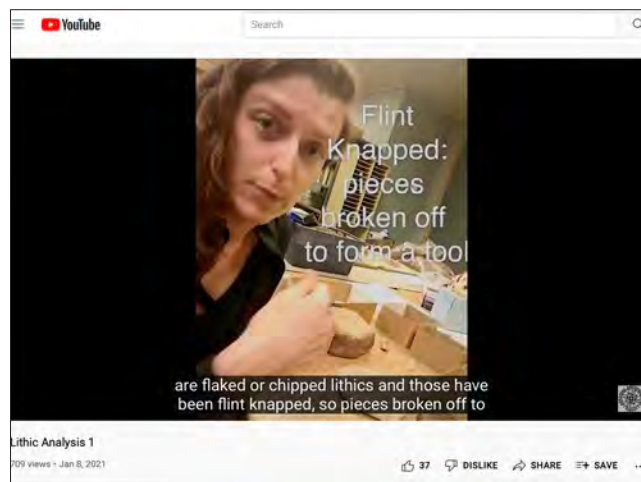 YouTube
Search
Flint
Knapped:
pieces
broken off
to form a tool
are flaked or chipped lithics and those have
been flint knapped, so pieces broken off to
Lithic Analysis 1
709 views • Jan 8, 2021
37 DISLIKE SHARE SAVE